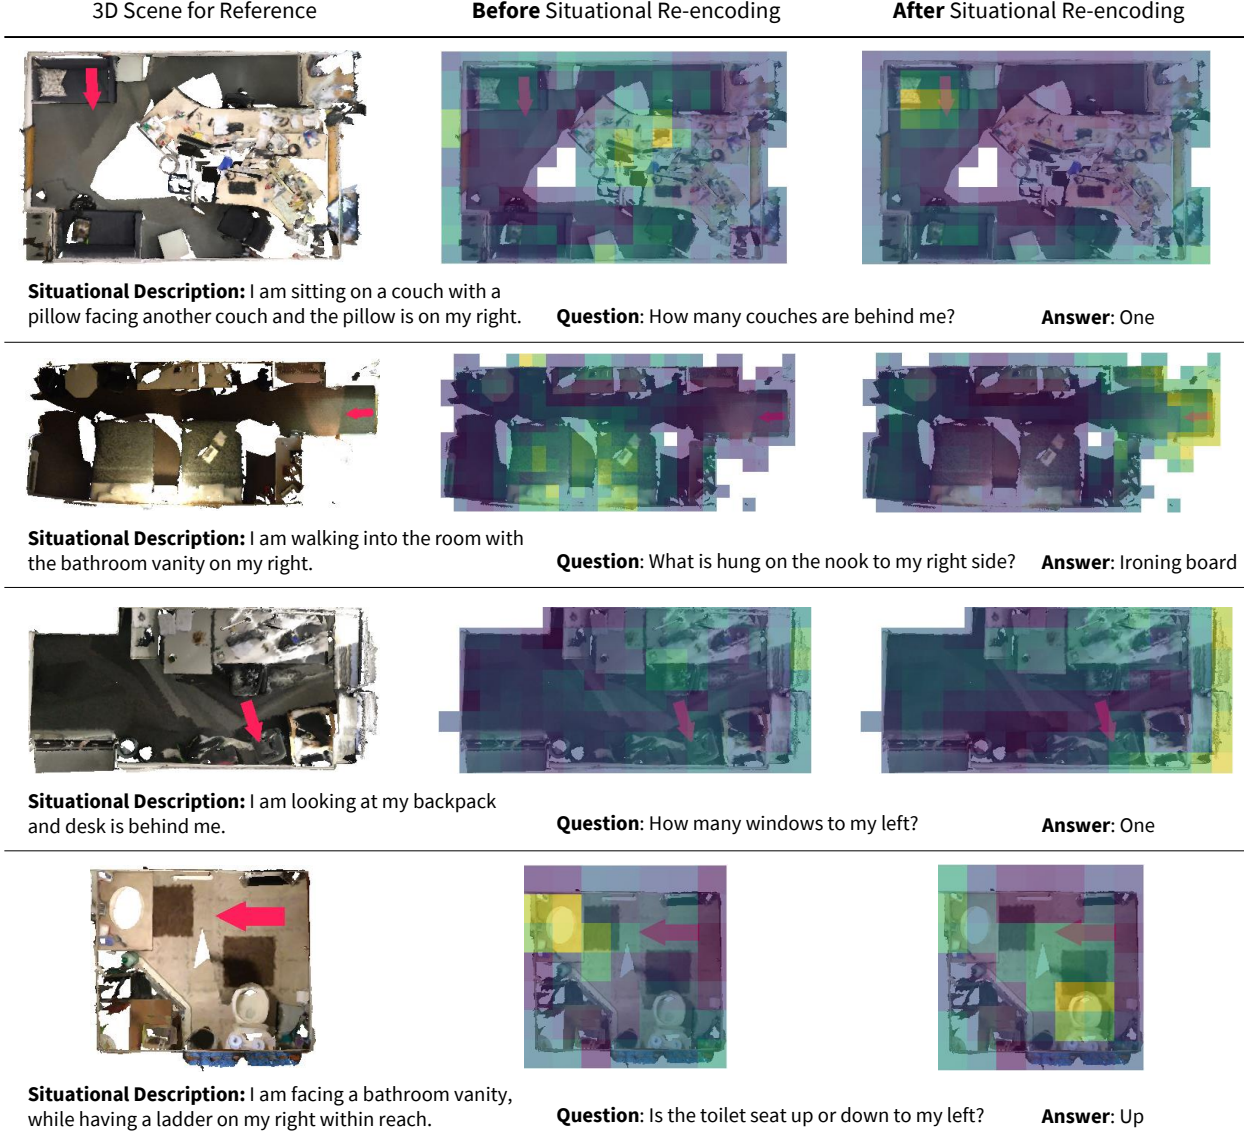 3D Scene for Reference
Before Situational Re-encoding
After Situational Re-encoding
Situational Description: I am sitting on a couch with a
pillow facing another couch and the pillow is on my right.
Question: How many couches are behind me?
Answer: One
Situational Description: I am walking into the room with
the bathroom vanity on my right.
Question: What is hung on the nook to my right side?
Answer: Ironing board
Situational Description: I am looking at my backpack
and desk is behind me.
Question: How many windows to my left?
Answer: One
Situational Description: I am facing a bathroom vanity,
while having a ladder on my right within reach.
Question: Is the toilet seat up or down to my left?
Answer: Up